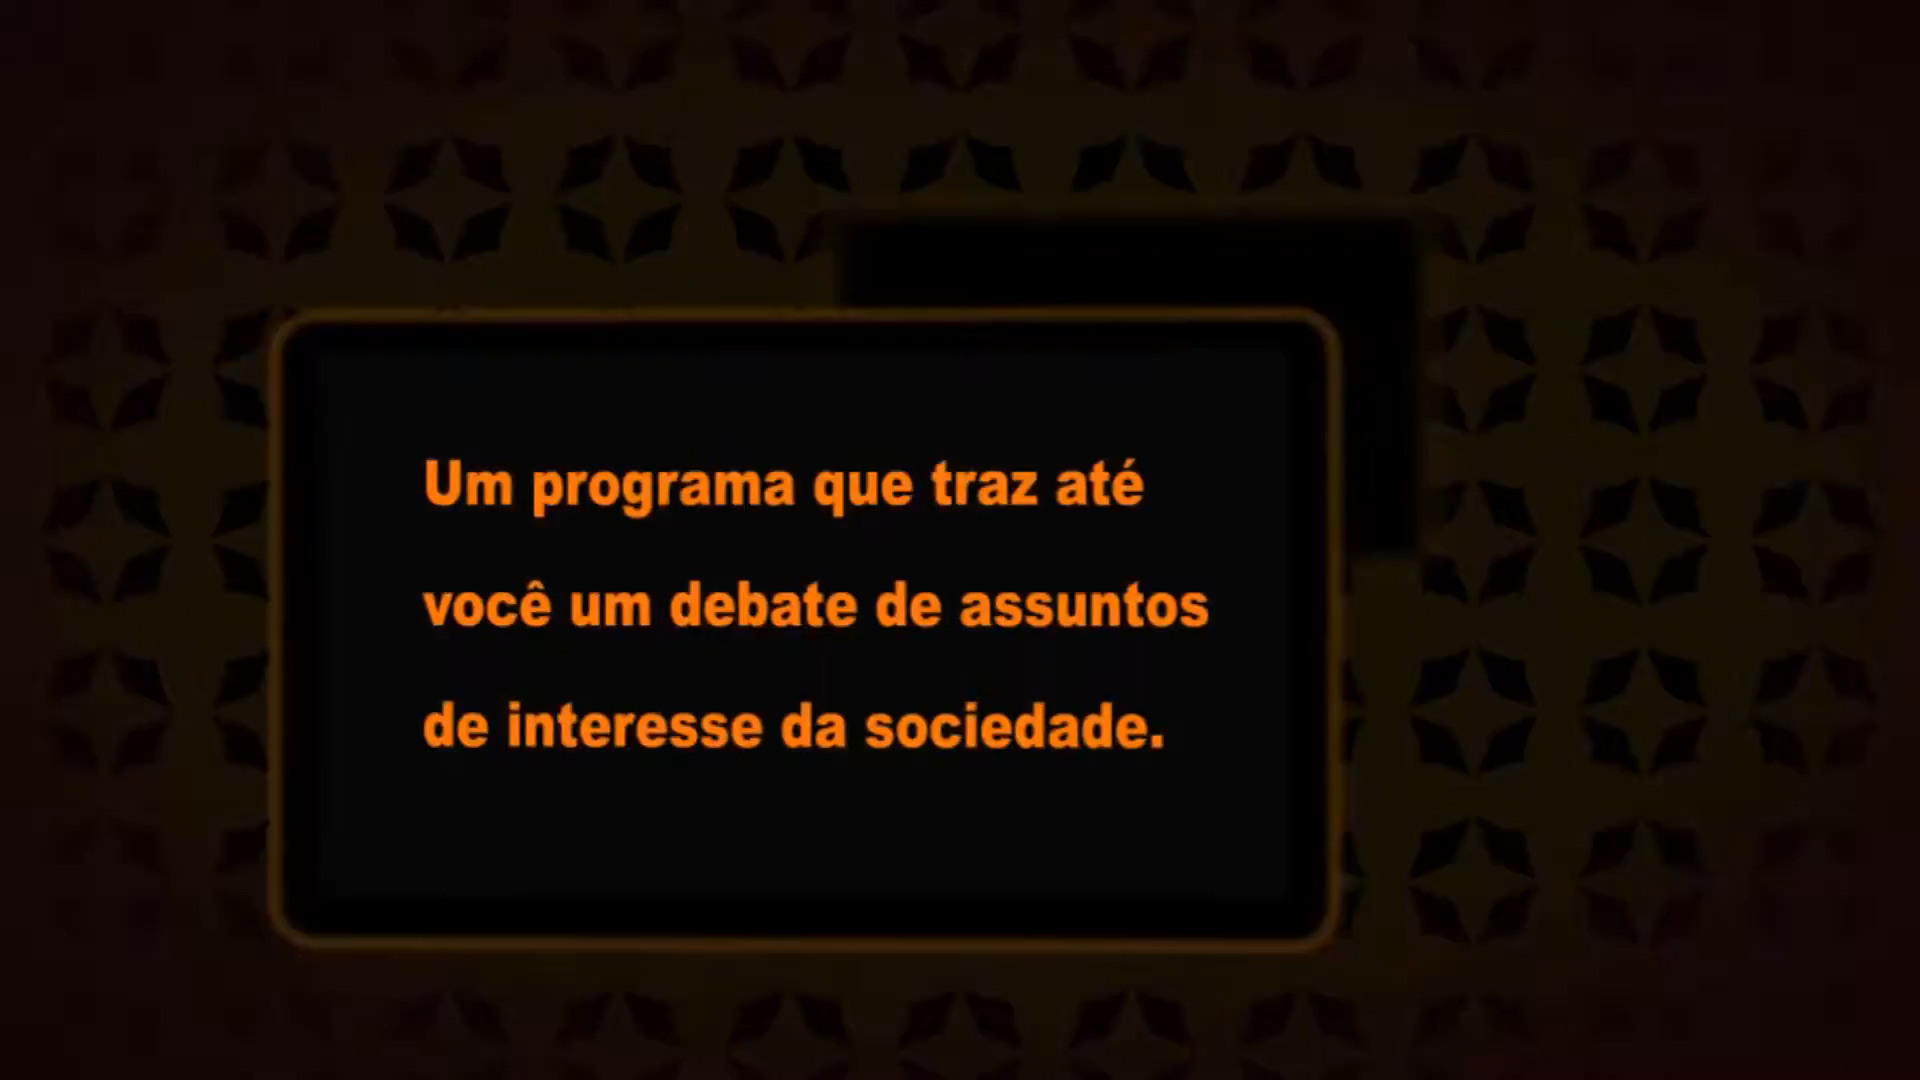 Um programa que traz até
você um debate de assuntos
de interesse da sociedade.